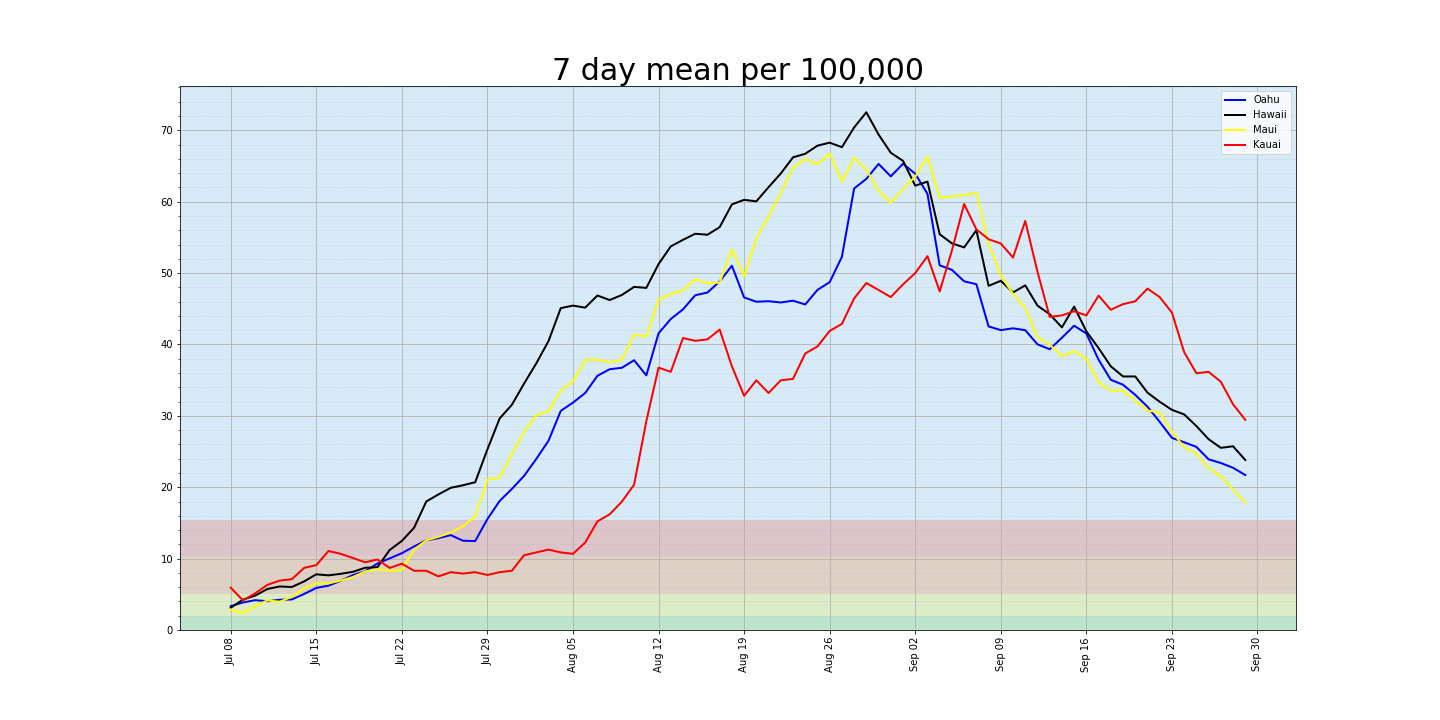 7 day mean per 100,000
Oahu
Hawaii
Maui
Kauai
70
60
50
40
30
20
10
0
Jul 08
Jul 15
Jul 22
Jul 29
Aug 05
Aug 12
Aug 19
Aug 26
Sep 02
Sep 09
Sep 16
Sep 23
Sep 30